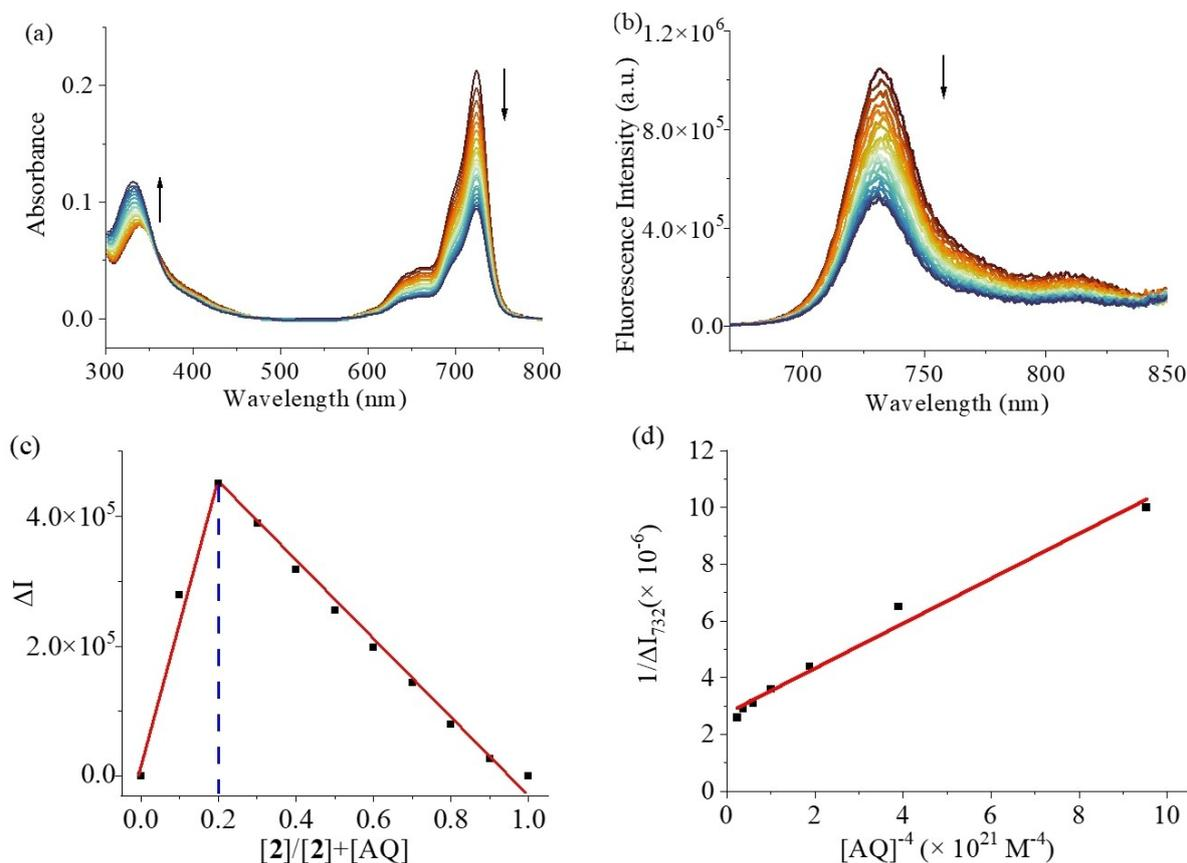 (a)
Absorbance
0.2
0.1
0.0
300 400 500 600 700 800
Wavelength (nm)
(b)
Fluorescence Intensity (a.u.)
1.2×10⁶
8.0×10⁵
4.0×10⁵
0.0
700 750 800 850
Wavelength (nm)
(c)
ΔI
4.0×10⁵
2.0×10⁵
0.0
0.0 0.2 0.4 0.6 0.8 1.0
[2]/[2]+[AQ]
(d)
1/ΔI₇₃₂(× 10⁻⁶)
12
10
8
6
4
2
0
0 2 4 6 8 10
[AQ]⁻⁴ (× 10²¹ M⁻⁴)